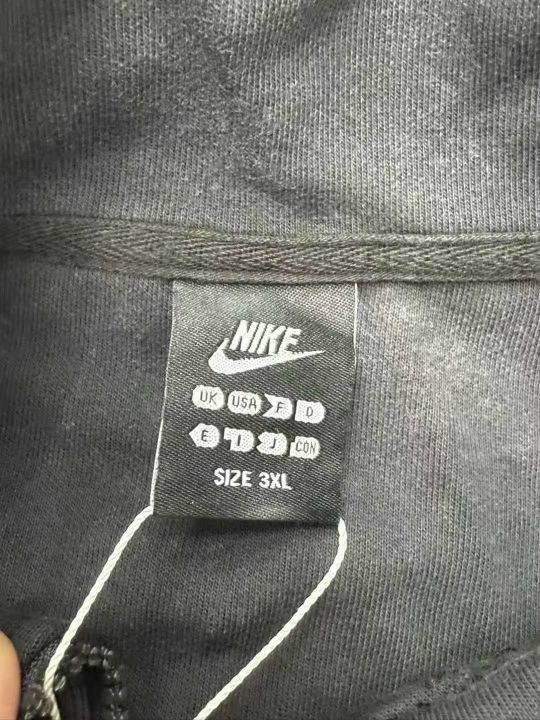 NIKE
UK USA F D
E I J CON
SIZE 3XL